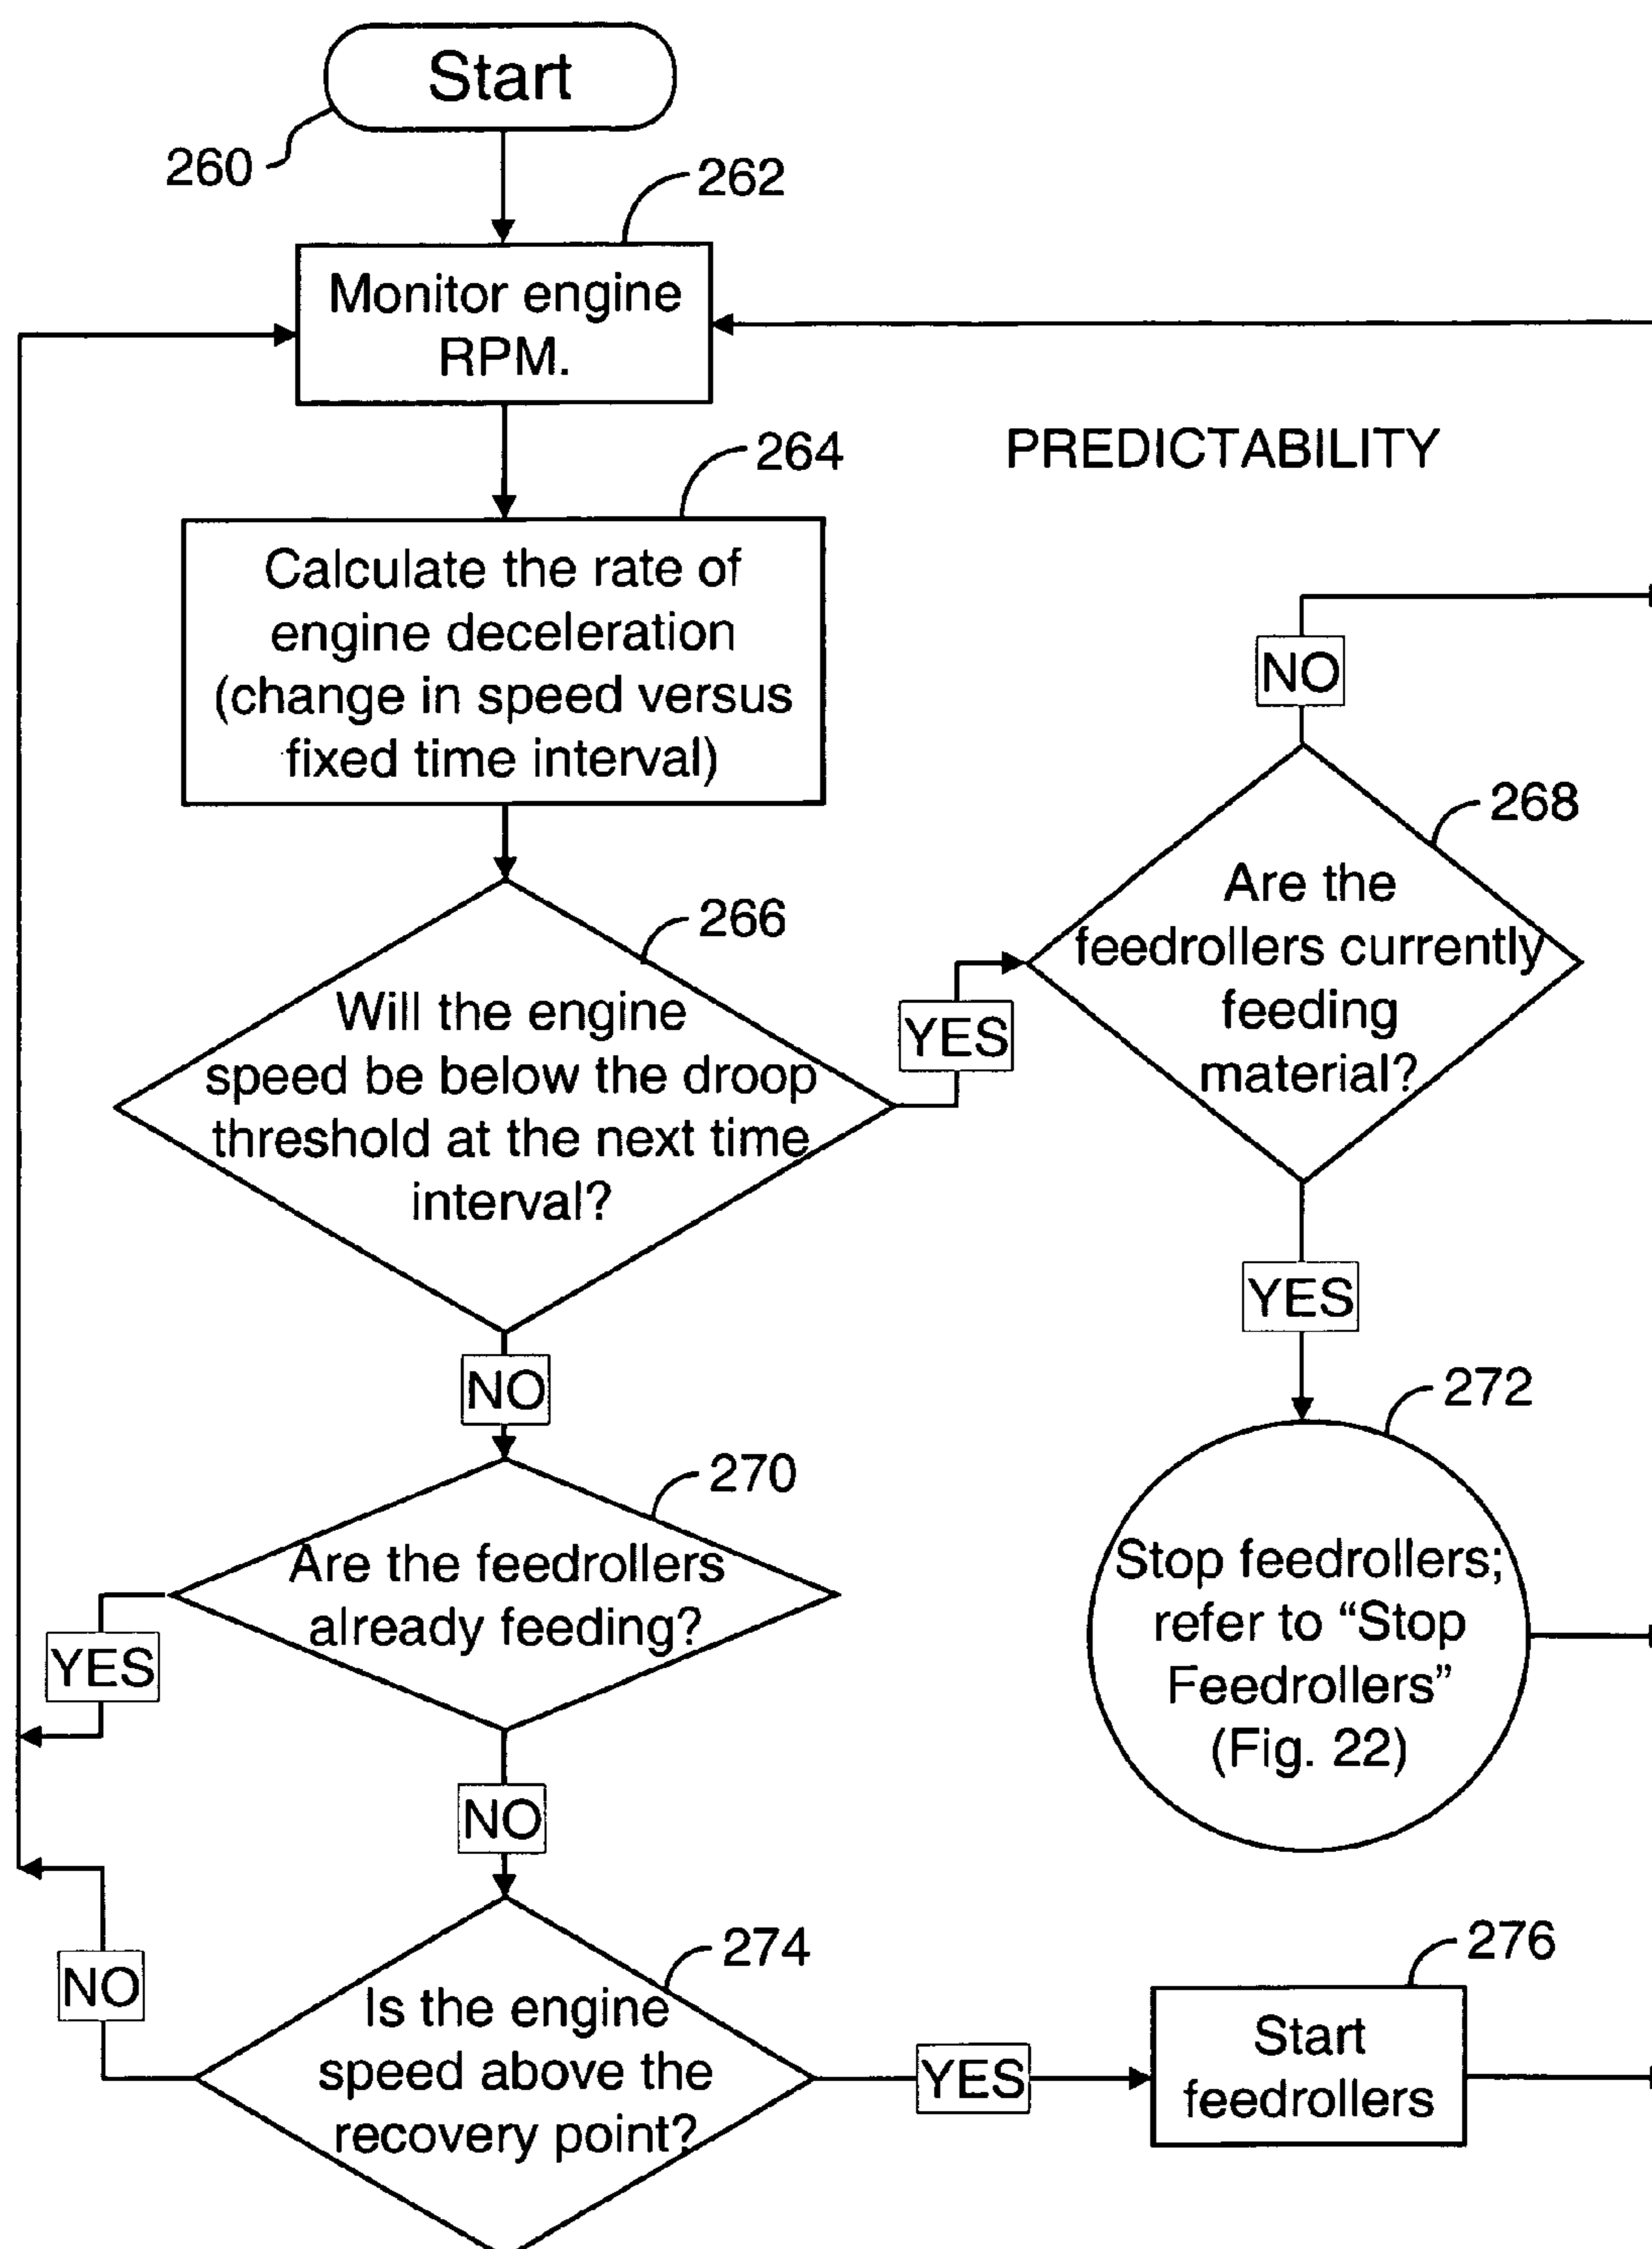 Start
260
262
Monitor engine
RPM.
PREDICTABILITY
264
Calculate the rate of
engine deceleration
(change in speed versus
fixed time interval)
NO
268
Are the
feedrollers currently
feeding
material?
266
Will the engine
speed be below the droop
threshold at the next time
interval?
YES
YES
NO
272
Stop feedrollers;
refer to “Stop
Feedrollers”
(Fig. 22)
270
Are the feedrollers
already feeding?
YES
NO
274
Is the engine
speed above the
recovery point?
NO
YES
276
Start
feedrollers